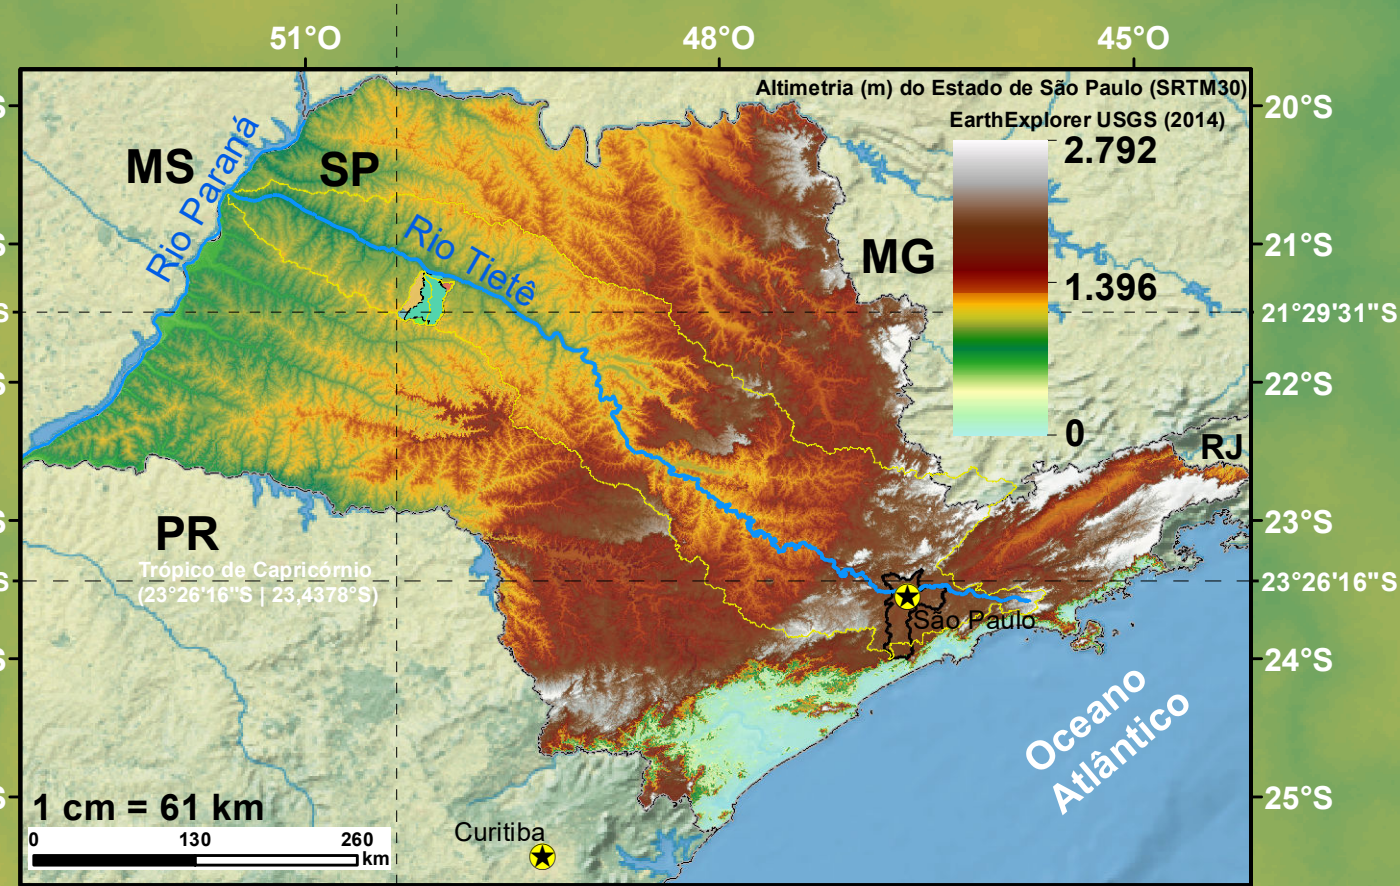 51°O
48°O
45°O
Altimetria (m) do Estado de São Paulo (SRTM30)
EarthExplorer USGS (2014)
2.792
1.396
0
20°S
21°S
21°29'31"S
22°S
23°S
23°26'16"S
24°S
25°S
MS
SP
Rio Paraná
Rio Tietê
MG
RJ
PR
Trópico de Capricórnio
(23°26'16"S | 23,4378°S)
São Paulo
Oceano
Atlântico
Curitiba
1 cm = 61 km
0 130 260
km